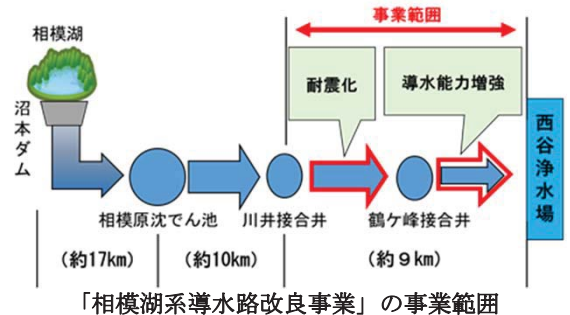 事業範囲
相模湖
耐震化
導水能力増強
沼本ダム
西谷浄水場
相模原沈でん池
川井接合井
鶴ケ峰接合井
(約17km)
(約10km)
(約9km)
「相模湖系導水路改良事業」の事業範囲